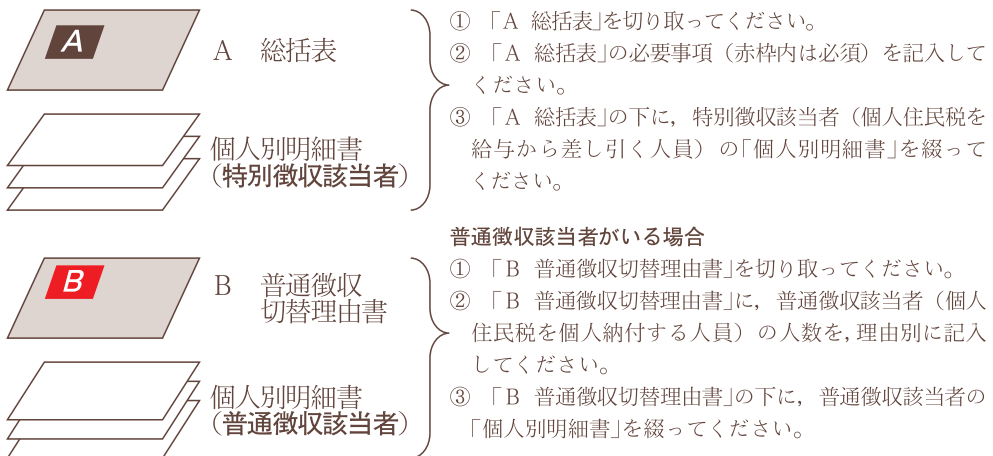 A
A 総括表
個人別明細書
（特別徴収該当者）
① 「A 総括表」を切り取ってください。
② 「A 総括表」の必要事項（赤枠内は必須）を記入して
ください。
③ 「A 総括表」の下に，特別徴収該当者（個人住民税を
給与から差し引く人員）の「個人別明細書」を綴って
ください。
B
B 普通徴収
切替理由書
個人別明細書
（普通徴収該当者）
普通徴収該当者がいる場合
① 「B 普通徴収切替理由書」を切り取ってください。
② 「B 普通徴収切替理由書」に，普通徴収該当者（個人
住民税を個人納付する人員）の人数を，理由別に記入
してください。
③ 「B 普通徴収切替理由書」の下に，普通徴収該当者の
「個人別明細書」を綴ってください。